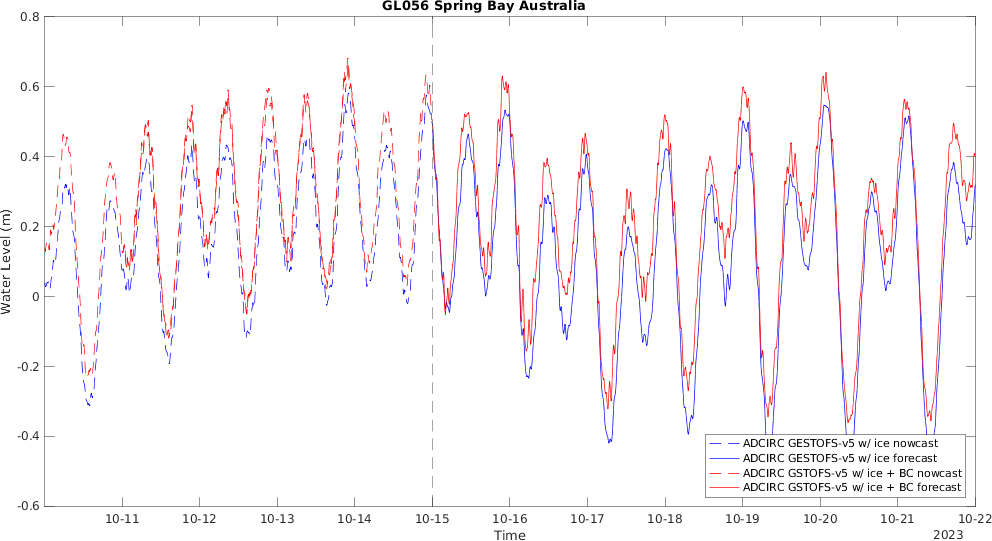 GL056 Spring Bay Australia
0.8
0.6
0.4
0.2
0
-0.2
-0.4
-0.6
Water Level (m)
ADCIRC GESTOFS-v5 w/ ice nowcast
ADCIRC GESTOFS-v5 w/ ice forecast
ADCIRC GSTOFS-v5 w/ ice + BC nowcast
ADCIRC GSTOFS-v5 w/ ice + BC forecast
10-11 10-12 10-13 10-14 10-15 10-16 10-17 10-18 10-19 10-20 10-21 10-22
Time
2023